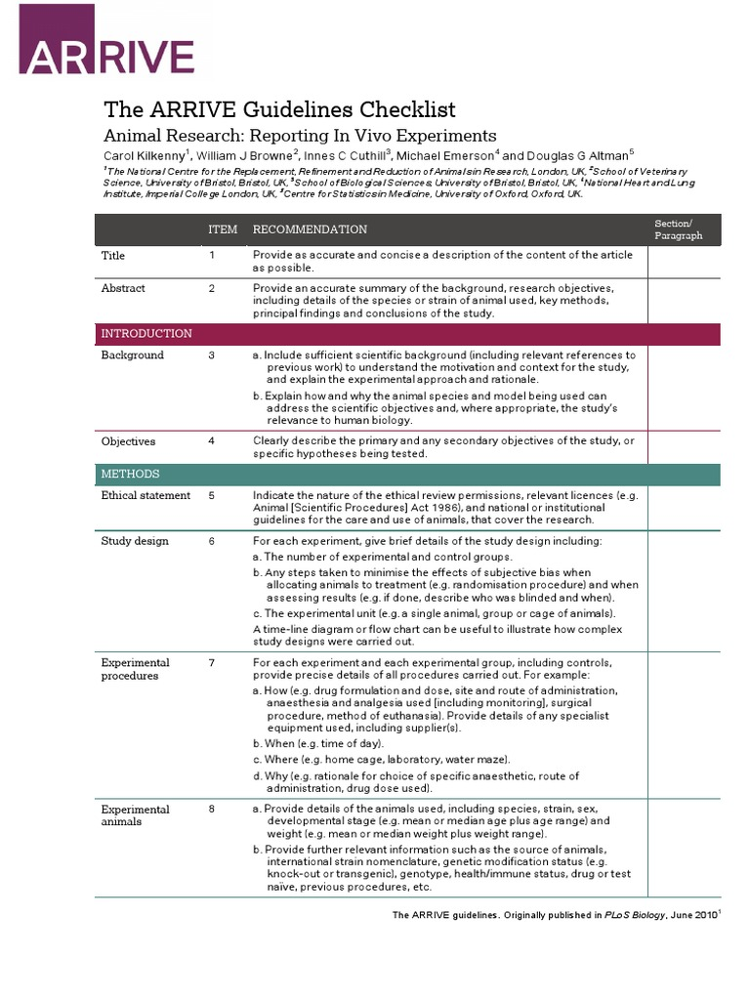 ARRIVE
The ARRIVE Guidelines Checklist
Animal Research: Reporting In Vivo Experiments
Carol Kilkenny1, William J Browne2, Innes C Cuthill3, Michael Emerson4 and Douglas G Altman5
1The National Centre for the Replacement, Refinement and Reduction of Animals in Research, London, UK, 2School of Veterinary
Science, University of Bristol, Bristol, UK, 3School of Biological Sciences, University of Bristol, Bristol, UK, 4National Heart and Lung
Institute, Imperial College London, UK, 5Centre for Statistics in Medicine, University of Oxford, Oxford, UK.
ITEM RECOMMENDATION Section/
Paragraph
Title 1 Provide as accurate and concise a description of the content of the article
as possible.
Abstract 2 Provide an accurate summary of the background, research objectives,
including details of the species or strain of animal used, key methods,
principal findings and conclusions of the study.
INTRODUCTION
Background 3 a. Include sufficient scientific background (including relevant references to
previous work) to understand the motivation and context for the study,
and explain the experimental approach and rationale.
b. Explain how and why the animal species and model being used can
address the scientific objectives and, where appropriate, the study's
relevance to human biology.
Objectives 4 Clearly describe the primary and any secondary objectives of the study, or
specific hypotheses being tested.
METHODS
Ethical statement 5 Indicate the nature of the ethical review permissions, relevant licences (e.g.
Animal [Scientific Procedures] Act 1986), and national or institutional
guidelines for the care and use of animals, that cover the research.
Study design 6 For each experiment, give brief details of the study design including:
a. The number of experimental and control groups.
b. Any steps taken to minimise the effects of subjective bias when
allocating animals to treatment (e.g. randomisation procedure) and when
assessing results (e.g. if done, describe who was blinded and when).
c. The experimental unit (e.g. a single animal, group or cage of animals).
A time-line diagram or flow chart can be useful to illustrate how complex
study designs were carried out.
Experimental 7 For each experiment and each experimental group, including controls,
procedures provide precise details of all procedures carried out. For example:
a. How (e.g. drug formulation and dose, site and route of administration,
anaesthesia and analgesia used [including monitoring], surgical
procedure, method of euthanasia). Provide details of any specialist
equipment used, including supplier(s).
b. When (e.g. time of day).
c. Where (e.g. home cage, laboratory, water maze).
d. Why (e.g. rationale for choice of specific anaesthetic, route of
administration, drug dose used).
Experimental 8 a. Provide details of the animals used, including species, strain, sex,
animals developmental stage (e.g. mean or median age plus age range) and
weight (e.g. mean or median weight plus weight range).
b. Provide further relevant information such as the source of animals,
international strain nomenclature, genetic modification status (e.g.
knock-out or transgenic), genotype, health/immune status, drug or test
naïve, previous procedures, etc.
The ARRIVE guidelines. Originally published in PLoS Biology, June 20101